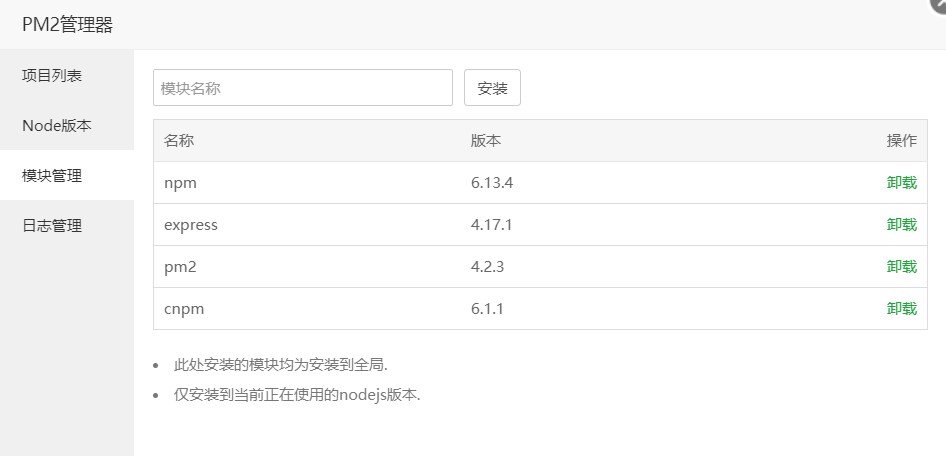 PM2管理器
项目列表
Node版本
模块管理
日志管理
模块名称 安装
名称 版本 操作
npm 6.13.4 卸载
express 4.17.1 卸载
pm2 4.2.3 卸载
cnpm 6.1.1 卸载
此处安装的模块均为安装到全局.
仅安装到当前正在使用的nodejs版本.